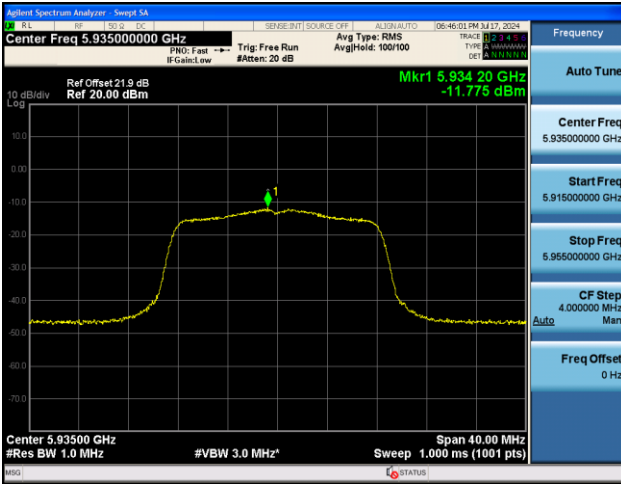 Agilent Spectrum Analyzer - Swept SA
RL RF 50 Ω DC SENSE:INT SOURCE OFF ALIGNAUTO 06:46:01 PM Jul 17, 2024
Center Freq 5.935000000 GHz
PNO: Fast
IFGain:Low
Trig: Free Run
#Atten: 20 dB
Avg Type: RMS
Avg|Hold: 100/100
TRACE 1 2 3 4 5 6
TYPE A WWWWW
DET A N N N N N
Mkr1 5.934 20 GHz
-11.775 dBm
Ref Offset 21.9 dB
10 dB/div Ref 20.00 dBm
Log
10.0
0.00
-10.0
-20.0
-30.0
-40.0
-50.0
-60.0
-70.0
1
Center 5.93500 GHz Span 40.00 MHz
#Res BW 1.0 MHz #VBW 3.0 MHz* Sweep 1.000 ms (1001 pts)
MSG STATUS
Frequency
Auto Tune
Center Freq
5.935000000 GHz
Start Freq
5.915000000 GHz
Stop Freq
5.955000000 GHz
CF Step
4.000000 MHz
Auto Man
Freq Offset
0 Hz